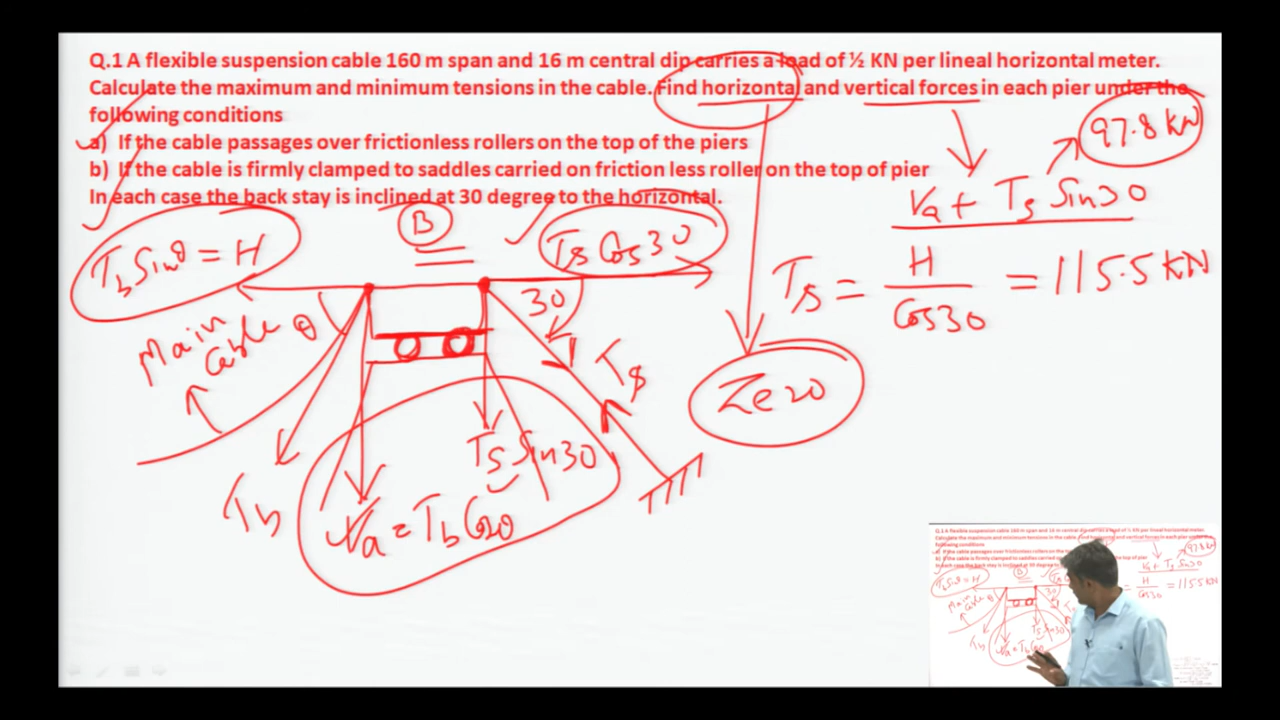 Q.1 A flexible suspension cable 160 m span and 16 m central dip carries a load of ½ KN per lineal horizontal meter.
Calculate the maximum and minimum tensions in the cable. Find horizontal and vertical forces in each pier under the
following conditions
a) If the cable passages over frictionless rollers on the top of the piers
b) If the cable is firmly clamped to saddles carried on friction less roller on the top of pier
In each case the back stay is inclined at 30 degree to the horizontal.
97.8 KN
Va + Ts Sin30
B
Tb Sinθ = H
Ts Cos 30
Ts = H / Cos30 = 115.5 KN
30
Main
Cable
θ
Ts
Zero
Ts Sin30
Tb
Va = Tb Cosθ